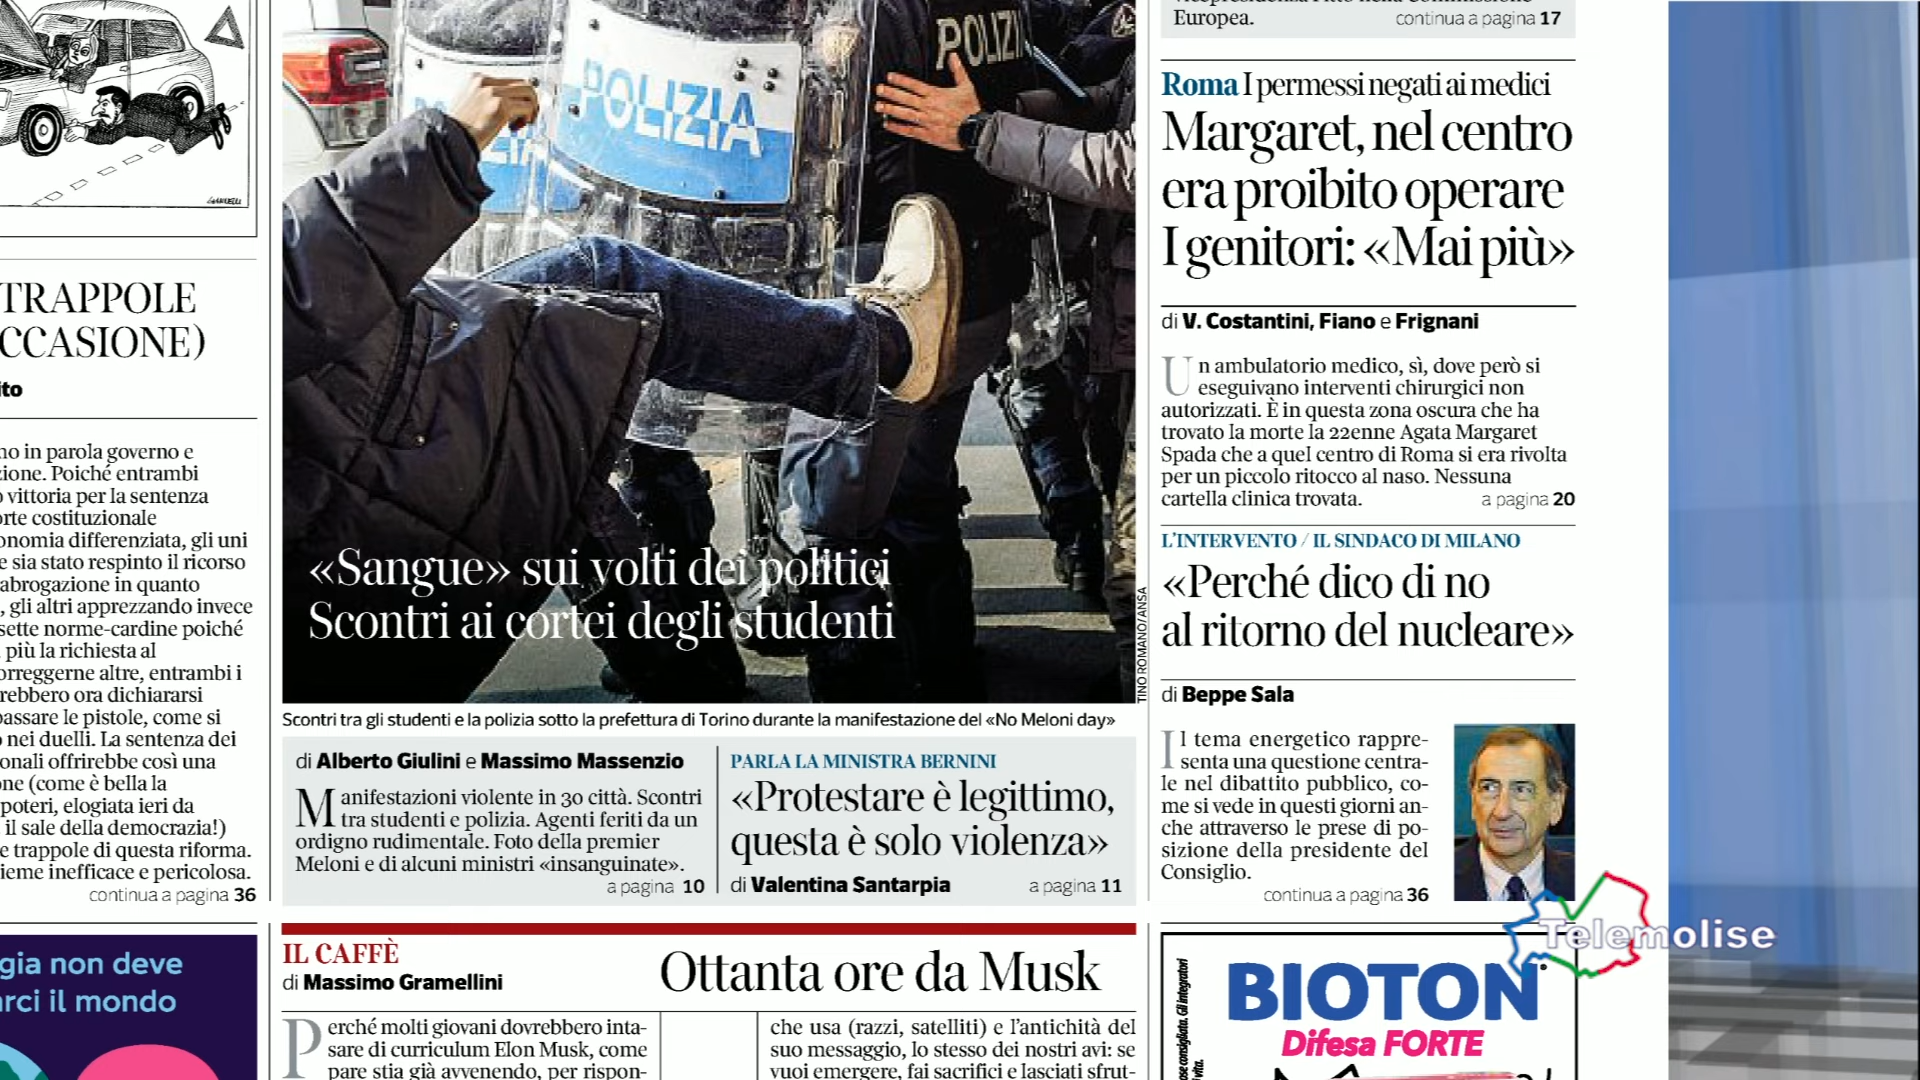 TRAPPOLE
CCASIONE)
ito
no in parola governo e
zione. Poiché entrambi
o vittoria per la sentenza
orte costituzionale
onomia differenziata, gli uni
e sia stato respinto il ricorso
abrogazione in quanto
, gli altri apprezzando invece
sette norme-cardine poiché
più la richiesta al
orreggerne altre, entrambi i
rebbero ora dichiararsi
passare le pistole, come si
nei duelli. La sentenza dei
onali offrirebbe così una
one (come è bella la
poteri, elogiata ieri da
il sale della democrazia!)
e trappole di questa riforma.
ieme inefficace e pericolosa.
continua a pagina 36
gia non deve
arci il mondo
POLIZIA
POLIZI
«Sangue» sui volti dei politici
Scontri ai cortei degli studenti
TINO ROMANO/ANSA
Scontri tra gli studenti e la polizia sotto la prefettura di Torino durante la manifestazione del «No Meloni day»
di Alberto Giulini e Massimo Massenzio
Manifestazioni violente in 30 città. Scontri
tra studenti e polizia. Agenti feriti da un
ordigno rudimentale. Foto della premier
Meloni e di alcuni ministri «insanguinate».
a pagina 10
PARLA LA MINISTRA BERNINI
«Protestare è legittimo,
questa è solo violenza»
di Valentina Santarpia a pagina 11
IL CAFFÈ
di Massimo Gramellini
Ottanta ore da Musk
Perché molti giovani dovrebbero inta-
sare di curriculum Elon Musk, come
pare stia già avvenendo, per rispon-
che usa (razzi, satelliti) e l'antichità del
suo messaggio, lo stesso dei nostri avi: se
vuoi emergere, fai sacrifici e lasciati sfrut-
Europea. continua a pagina 17
Roma I permessi negati ai medici
Margaret, nel centro
era proibito operare
I genitori: «Mai più»
di V. Costantini, Fiano e Frignani
Un ambulatorio medico, sì, dove però si
eseguivano interventi chirurgici non
autorizzati. È in questa zona oscura che ha
trovato la morte la 22enne Agata Margaret
Spada che a quel centro di Roma si era rivolta
per un piccolo ritocco al naso. Nessuna
cartella clinica trovata. a pagina 20
L'INTERVENTO / IL SINDACO DI MILANO
«Perché dico di no
al ritorno del nucleare»
di Beppe Sala
Il tema energetico rappre-
senta una questione centra-
le nel dibattito pubblico, co-
me si vede in questi giorni an-
che attraverso le prese di po-
sizione della presidente del
Consiglio.
continua a pagina 36
Telemolise
BIOTON
Difesa FORTE